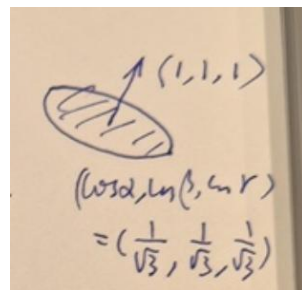 (1,1,1)
(cosα, cosβ, cosγ)
= (1/√3, 1/√3, 1/√3)